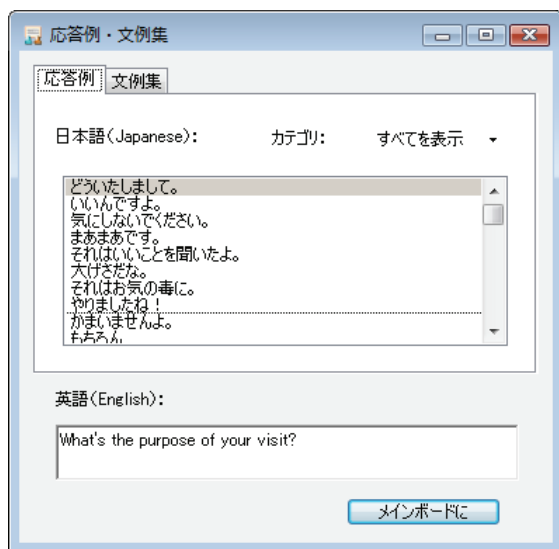 応答例・文例集
応答例 文例集
日本語(Japanese): カテゴリ: すべてを表示
どういたしまして。
いいんですよ。
気にしないでください。
まあまあです。
それはいいことを聞いたよ。
大げさだな。
それはお気の毒に。
やりましたね!
かまいませんよ。
もちろん
英語(English):
What's the purpose of your visit?
メインボードに